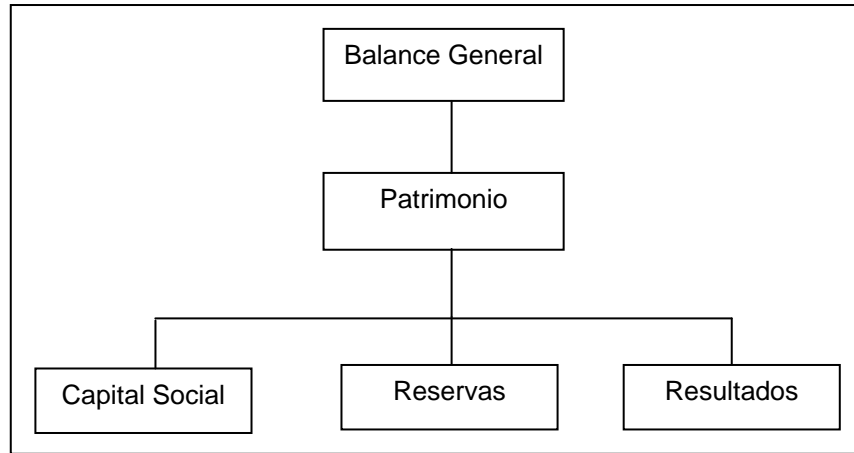 Balance General
Patrimonio
Capital Social
Reservas
Resultados